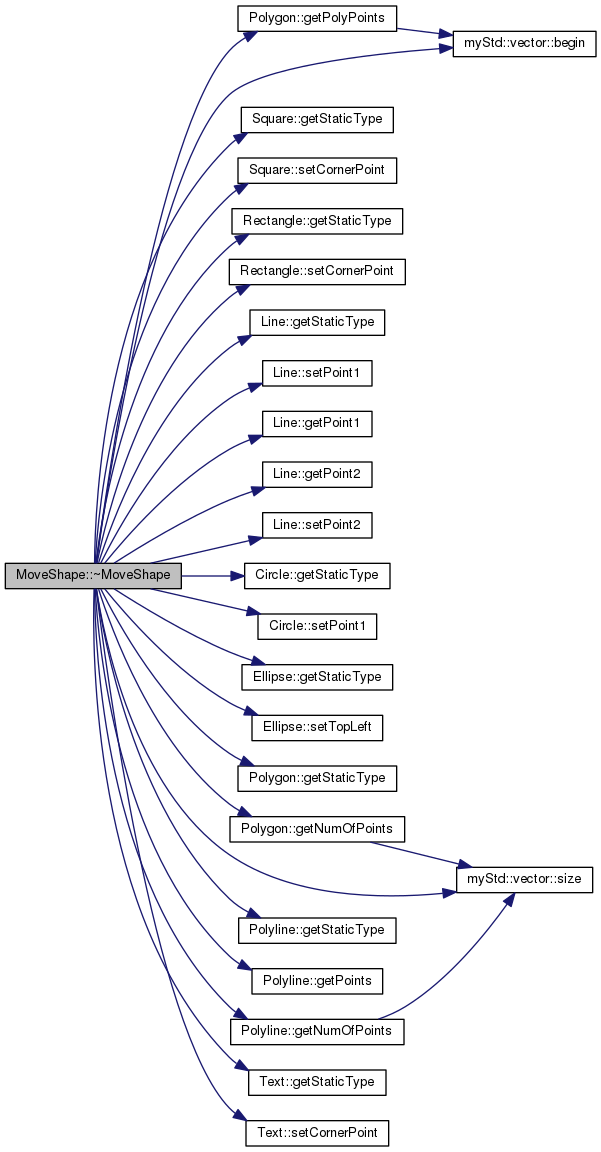 Polygon::getPolyPoints
myStd::vector::begin
Square::getStaticType
Square::setCornerPoint
Rectangle::getStaticType
Rectangle::setCornerPoint
Line::getStaticType
Line::setPoint1
Line::getPoint1
Line::getPoint2
Line::setPoint2
MoveShape::~MoveShape
Circle::getStaticType
Circle::setPoint1
Ellipse::getStaticType
Ellipse::setTopLeft
Polygon::getStaticType
Polygon::getNumOfPoints
myStd::vector::size
Polyline::getStaticType
Polyline::getPoints
Polyline::getNumOfPoints
Text::getStaticType
Text::setCornerPoint